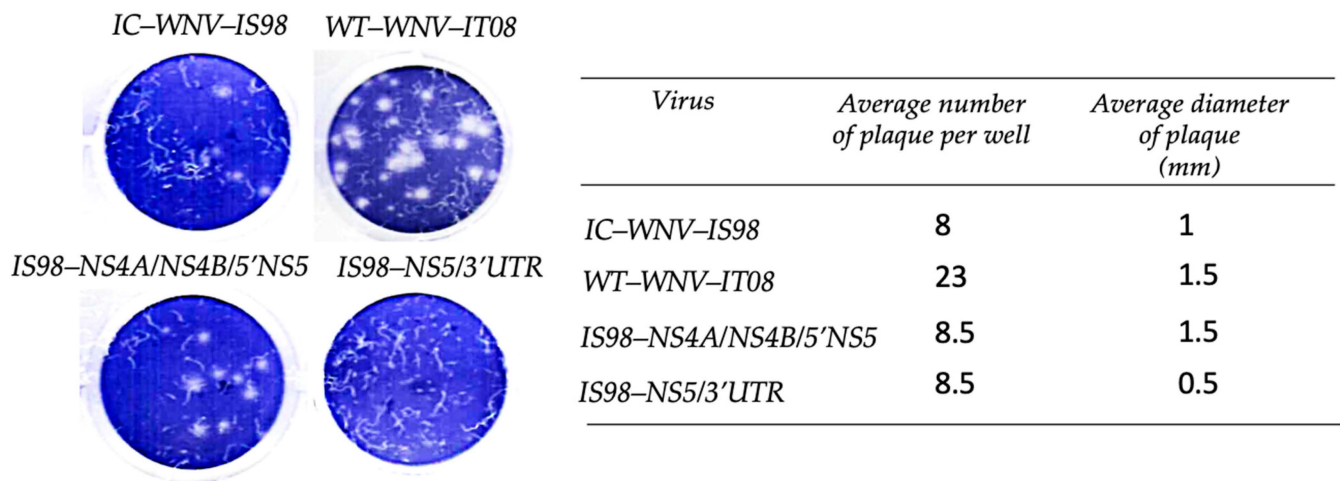 IC–WNV–IS98
WT–WNV–IT08
IS98–NS4A/NS4B/5'NS5
IS98–NS5/3'UTR
Virus
Average number
of plaque per well
Average diameter
of plaque
(mm)
IC–WNV–IS98 8 1
WT–WNV–IT08 23 1.5
IS98–NS4A/NS4B/5'NS5 8.5 1.5
IS98–NS5/3'UTR 8.5 0.5